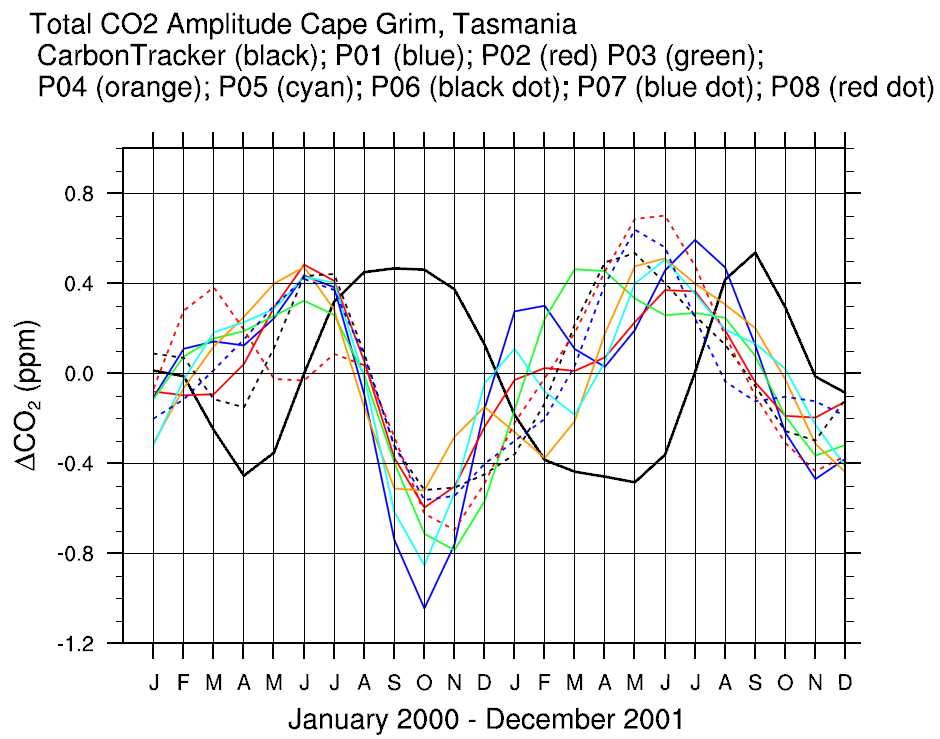 Total CO2 Amplitude Cape Grim, Tasmania
CarbonTracker (black); P01 (blue); P02 (red) P03 (green);
P04 (orange); P05 (cyan); P06 (black dot); P07 (blue dot); P08 (red dot)
ΔCO₂ (ppm)
0.8
0.4
0.0
-0.4
-0.8
-1.2
J F M A M J J A S O N D J F M A M J J A S O N D
January 2000 - December 2001